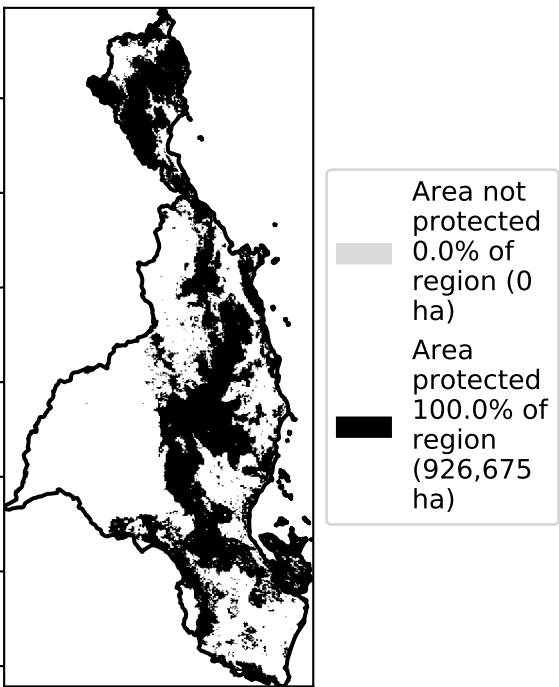 Area not
protected
0.0% of
region (0
ha)
Area
protected
100.0% of
region
(926,675
ha)